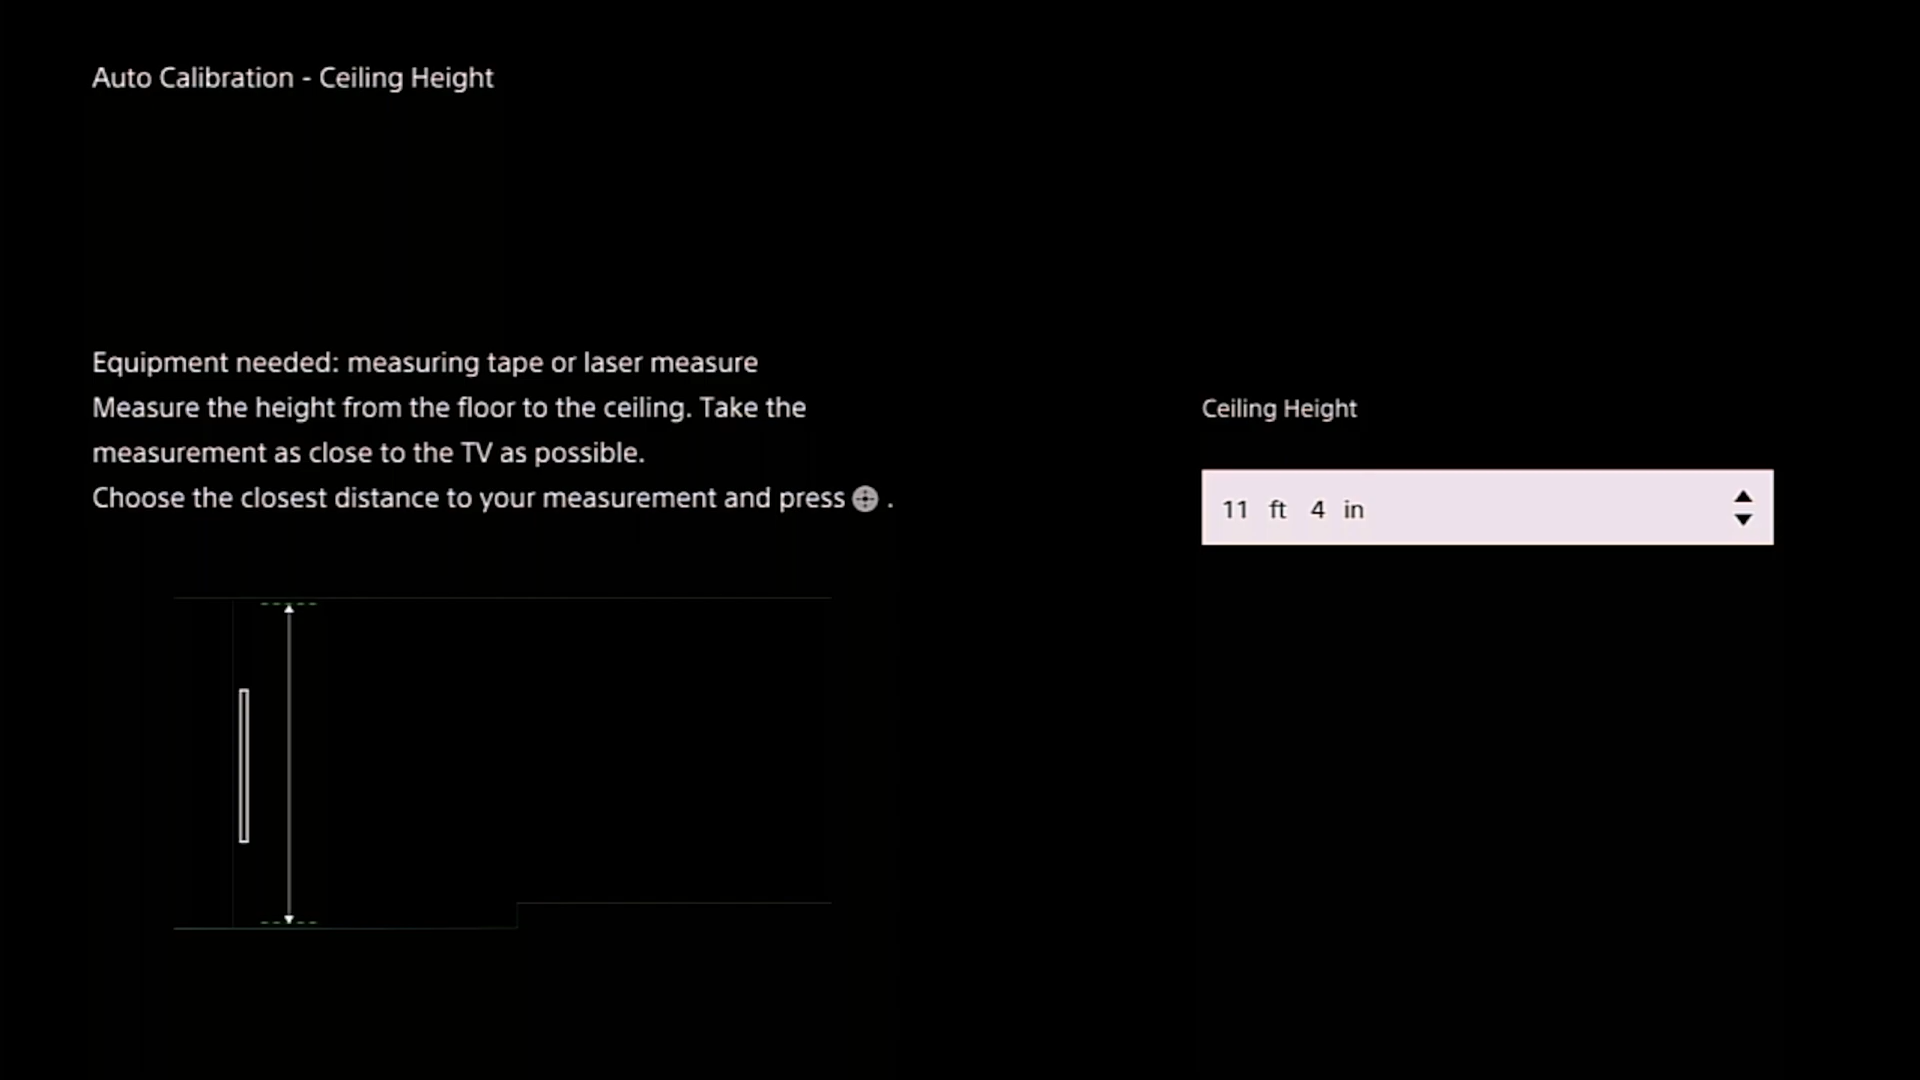 Auto Calibration - Ceiling Height
Equipment needed: measuring tape or laser measure
Measure the height from the floor to the ceiling. Take the
measurement as close to the TV as possible.
Choose the closest distance to your measurement and press .
Ceiling Height
11 ft 4 in